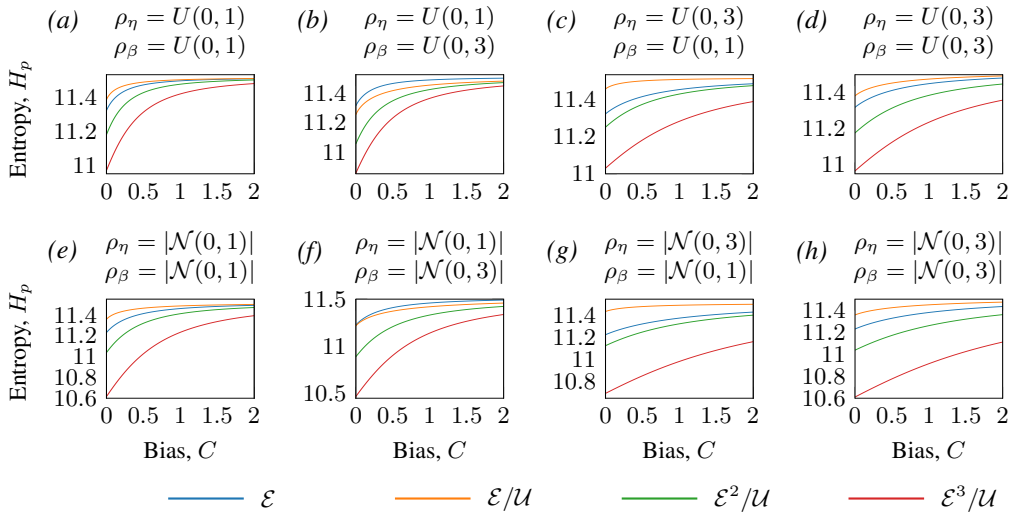 (a) ρ_η = U(0, 1)
ρ_β = U(0, 1)
(b) ρ_η = U(0, 1)
ρ_β = U(0, 3)
(c) ρ_η = U(0, 3)
ρ_β = U(0, 1)
(d) ρ_η = U(0, 3)
ρ_β = U(0, 3)
Entropy, H_p
11.4
11.2
11
0 0.5 1 1.5 2
11.4
11.2
11
0 0.5 1 1.5 2
11.4
11.2
11
0 0.5 1 1.5 2
11.4
11.2
11
0 0.5 1 1.5 2
(e) ρ_η = |𝒩(0, 1)|
ρ_β = |𝒩(0, 1)|
(f) ρ_η = |𝒩(0, 1)|
ρ_β = |𝒩(0, 3)|
(g) ρ_η = |𝒩(0, 3)|
ρ_β = |𝒩(0, 1)|
(h) ρ_η = |𝒩(0, 3)|
ρ_β = |𝒩(0, 3)|
Entropy, H_p
11.4
11.2
11
10.8
10.6
0 0.5 1 1.5 2
Bias, C
11.5
11
10.5
0 0.5 1 1.5 2
Bias, C
11.4
11.2
11
10.8
0 0.5 1 1.5 2
Bias, C
11.4
11.2
11
10.8
10.6
0 0.5 1 1.5 2
Bias, C
ℰ ℰ/𝒰 ℰ²/𝒰 ℰ³/𝒰